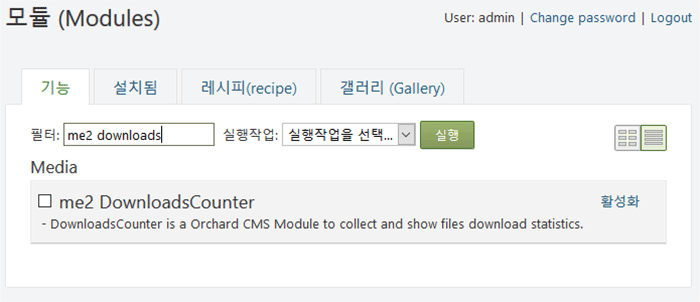 모듈 (Modules)
User: admin | Change password | Logout
기능 설치됨 레시피(recipe) 갤러리 (Gallery)
필터: me2 downloads 실행작업: 실행작업을 선택... 실행
Media
me2 DownloadsCounter 활성화
- DownloadsCounter is a Orchard CMS Module to collect and show files download statistics.